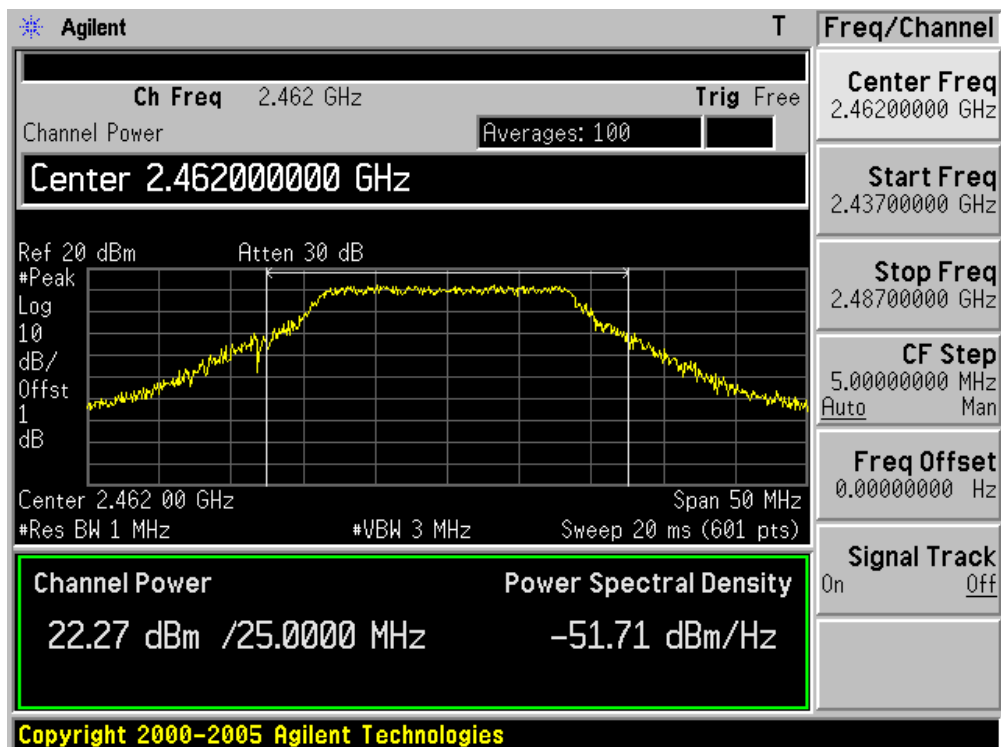 Agilent T
Ch Freq 2.462 GHz Trig Free
Channel Power Averages: 100
Center 2.462000000 GHz
Ref 20 dBm Atten 30 dB
#Peak
Log
10
dB/
Offst
1
dB
Center 2.462 00 GHz Span 50 MHz
#Res BW 1 MHz #VBW 3 MHz Sweep 20 ms (601 pts)
Channel Power Power Spectral Density
22.27 dBm /25.0000 MHz -51.71 dBm/Hz
Copyright 2000-2005 Agilent Technologies
Freq/Channel
Center Freq
2.46200000 GHz
Start Freq
2.43700000 GHz
Stop Freq
2.48700000 GHz
CF Step
5.00000000 MHz
Auto Man
Freq Offset
0.00000000 Hz
Signal Track
On Off